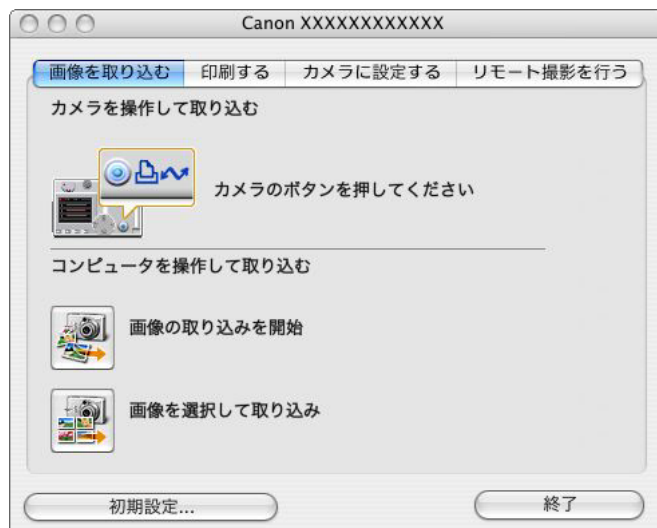 Canon XXXXXXXXXXXX
画像を取り込む 印刷する カメラに設定する リモート撮影を行う
カメラを操作して取り込む
カメラのボタンを押してください
コンピュータを操作して取り込む
画像の取り込みを開始
画像を選択して取り込み
初期設定... 終了